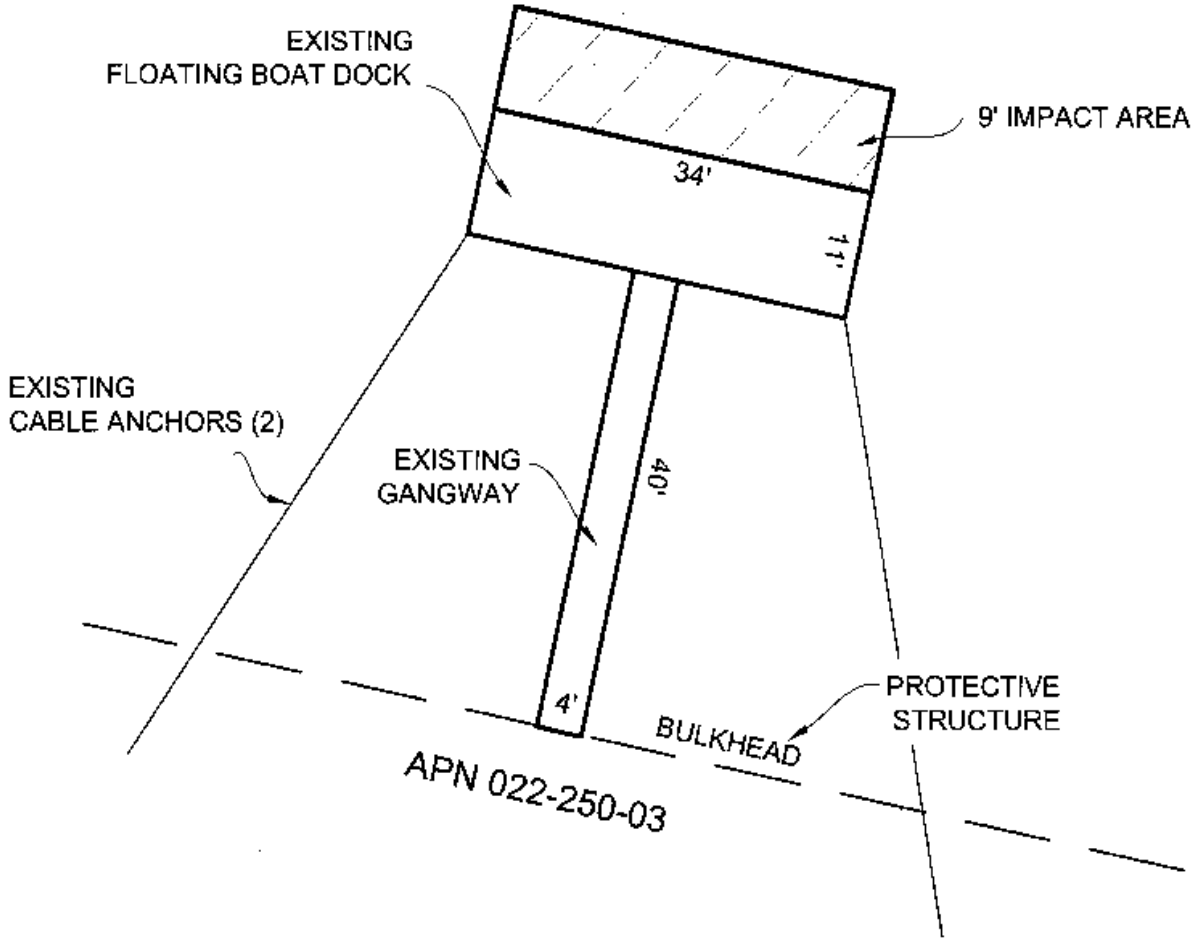 EXISTING
FLOATING BOAT DOCK
9' IMPACT AREA
34'
11'
EXISTING
CABLE ANCHORS (2)
EXISTING
GANGWAY
40'
4'
PROTECTIVE
STRUCTURE
BULKHEAD
APN 022-250-03